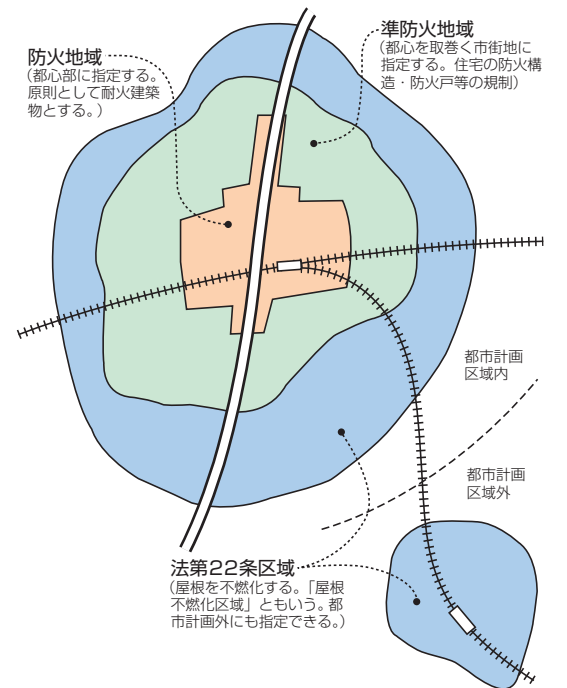 防火地域
(都心部に指定する。
原則として耐火建築
物とする。)
準防火地域
(都心を取巻く市街地に
指定する。住宅の防火構
造・防火戸等の規制)
都市計画
区域内
都市計画
区域外
法第22条区域
(屋根を不燃化する。「屋根
不燃化区域」ともいう。都
市計画外にも指定できる。)